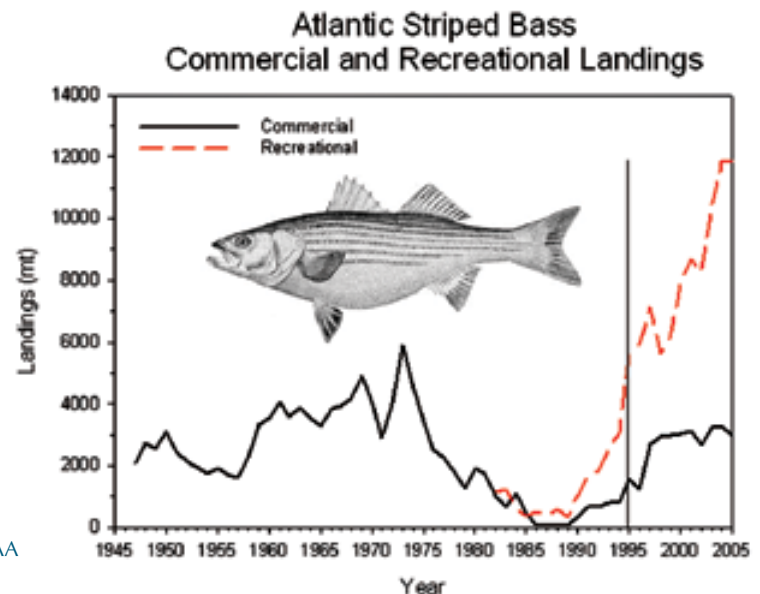 Atlantic Striped Bass
Commercial and Recreational Landings
14000
Commercial
Recreational
12000
10000
8000
6000
4000
2000
0
Landings (mt)
1945 1950 1955 1960 1965 1970 1975 1980 1985 1990 1995 2000 2005
Year
AA